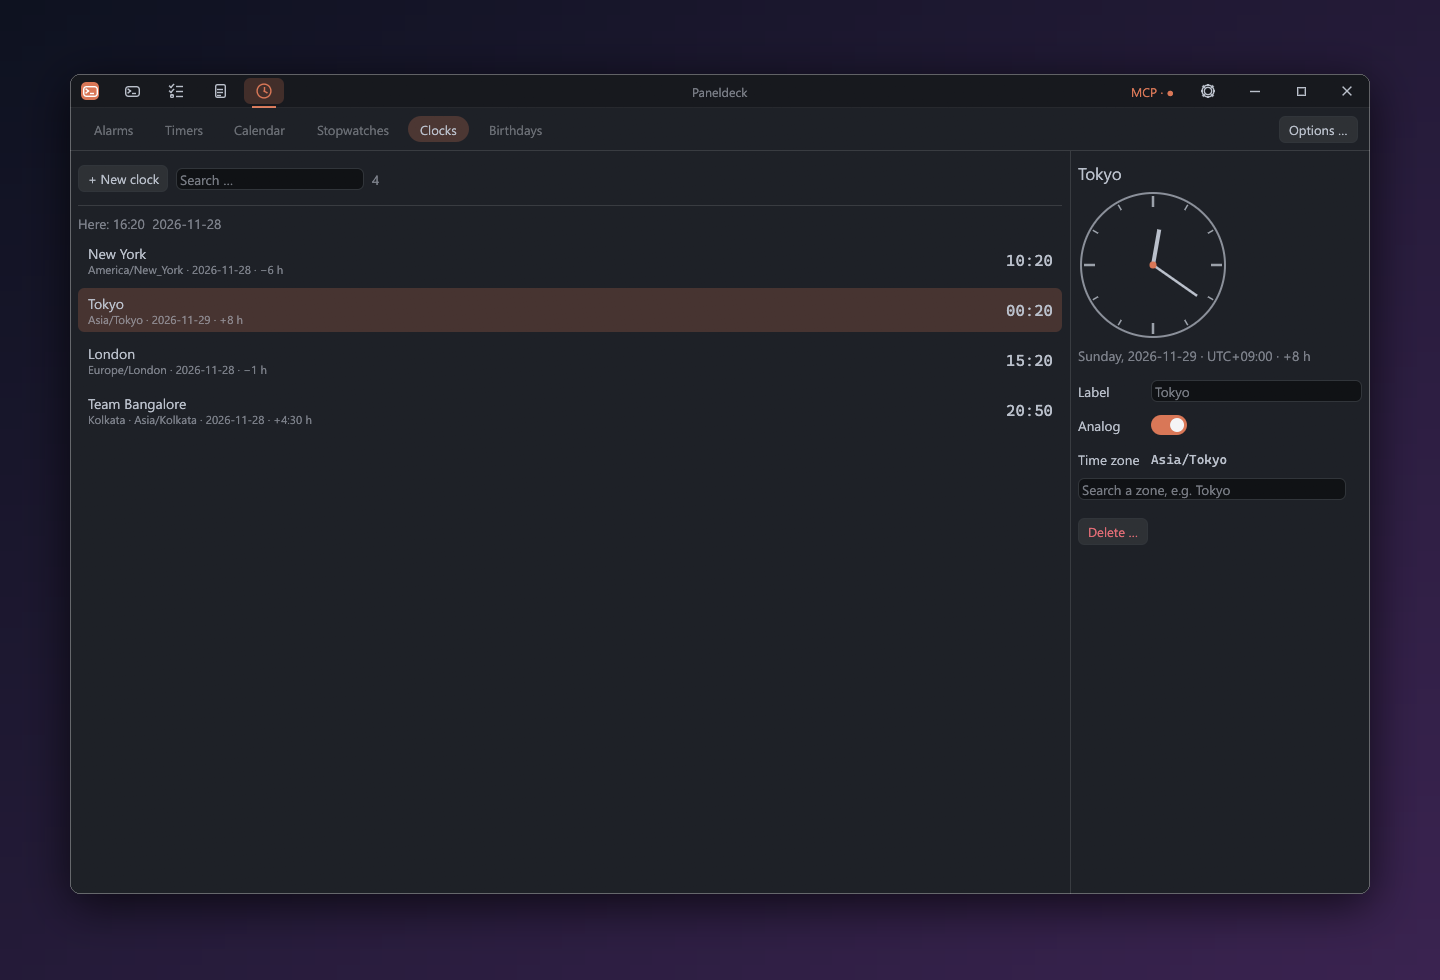 Paneldeck
MCP · ●
Alarms Timers Calendar Stopwatches Clocks Birthdays
Options ...
+ New clock
Search ...
4
Here: 16:20 2026-11-28
New York
America/New_York · 2026-11-28 · −6 h
10:20
Tokyo
Asia/Tokyo · 2026-11-29 · +8 h
00:20
London
Europe/London · 2026-11-28 · −1 h
15:20
Team Bangalore
Kolkata · Asia/Kolkata · 2026-11-28 · +4:30 h
20:50
Tokyo
Sunday, 2026-11-29 · UTC+09:00 · +8 h
Label Tokyo
Analog
Time zone Asia/Tokyo
Search a zone, e.g. Tokyo
Delete ...